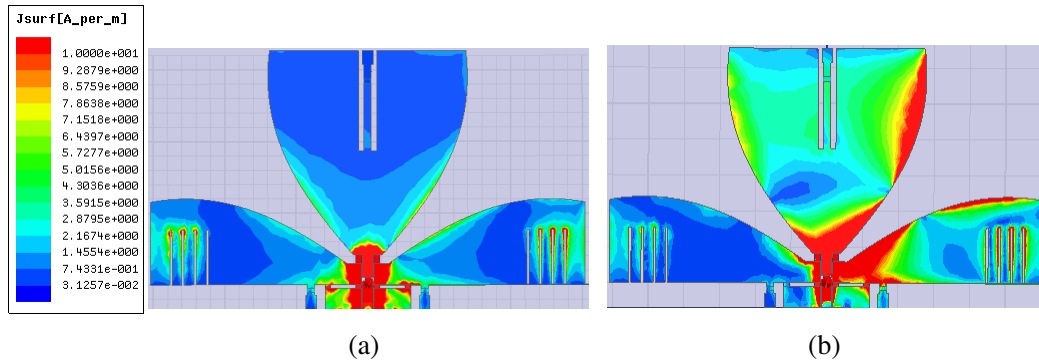 Jsurf[A_per_m]
1.0000e+001
9.2879e+000
8.5759e+000
7.8638e+000
7.1518e+000
6.4397e+000
5.7277e+000
5.0156e+000
4.3036e+000
3.5915e+000
2.8795e+000
2.1674e+000
1.4554e+000
7.4331e-001
3.1257e-002
(a)
(b)